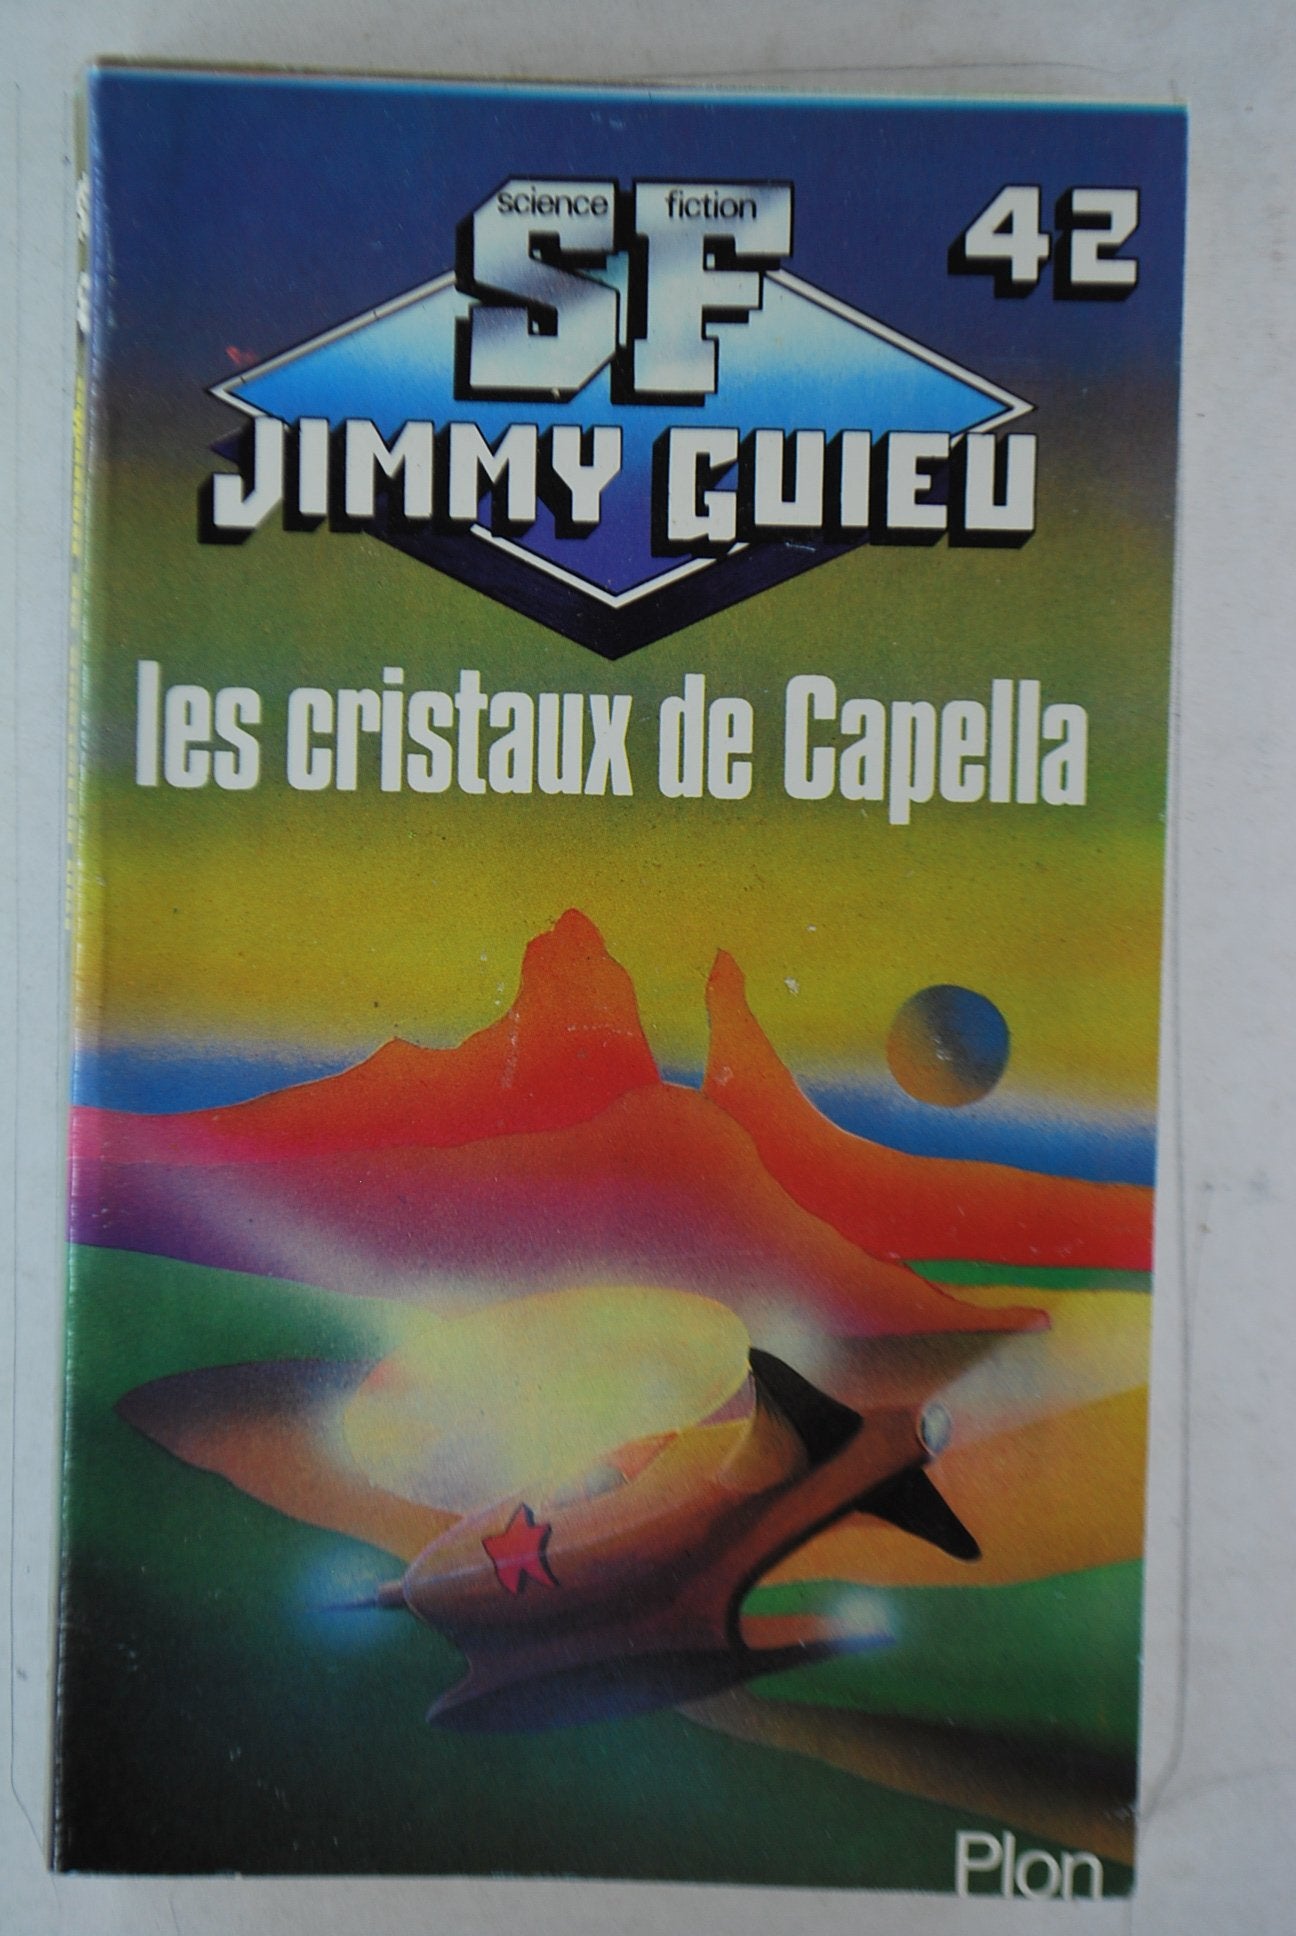 science fiction
SF
42
JIMMY GUIEU
les cristaux de Capella
Plon